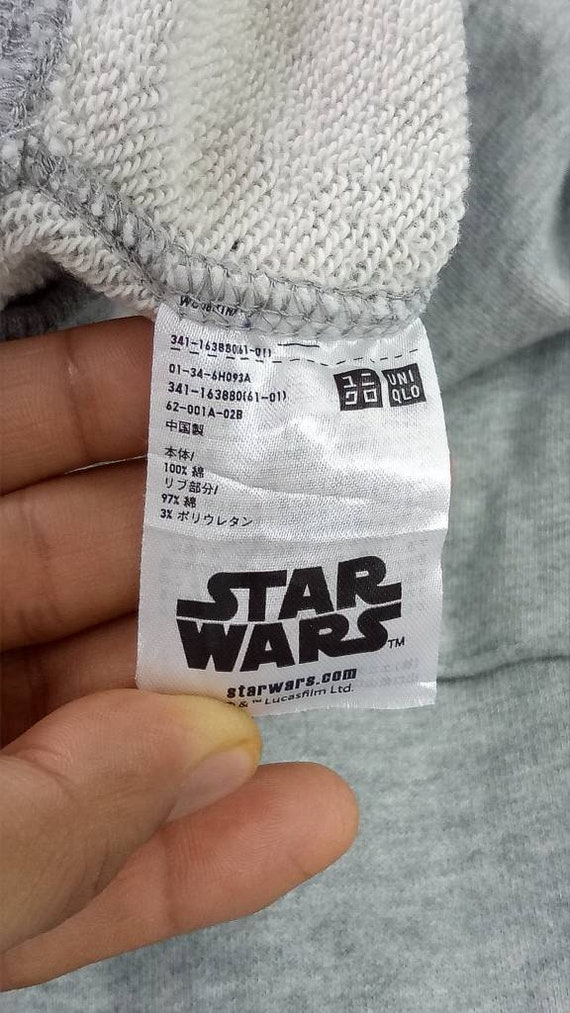 341-163880(61-01)
01-34-6H093A
341-163880(61-01)
62-001A-02B
中国製
本体/
100% 綿
リブ部分/
97% 綿
3% ポリウレタン
ユニ
クロ
UNI
QLO
STAR
WARS™
starwars.com
© & ™ Lucasfilm Ltd.